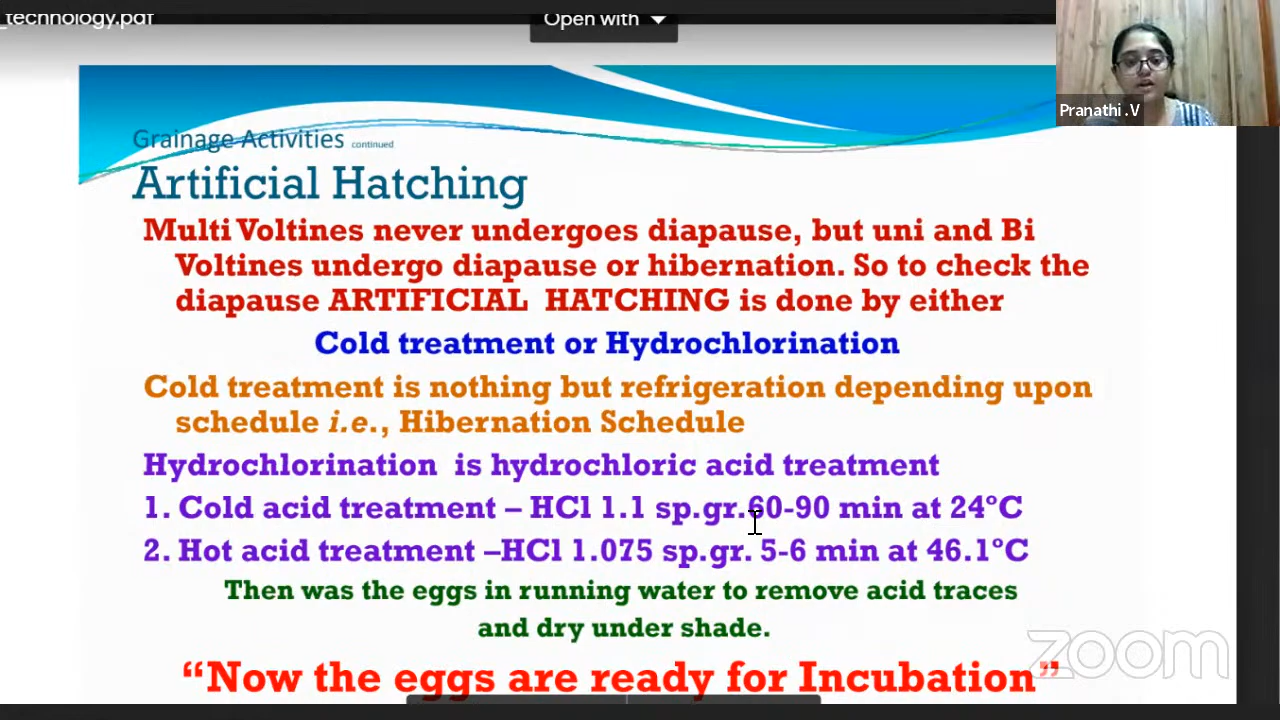 _technology.pdf
Open with
Pranathi .V
Grainage Activities continued
Artificial Hatching
Multi Voltines never undergoes diapause, but uni and Bi
Voltines undergo diapause or hibernation. So to check the
diapause ARTIFICIAL HATCHING is done by either
Cold treatment or Hydrochlorination
Cold treatment is nothing but refrigeration depending upon
schedule i.e., Hibernation Schedule
Hydrochlorination is hydrochloric acid treatment
1. Cold acid treatment – HCl 1.1 sp.gr.60-90 min at 24°C
2. Hot acid treatment –HCl 1.075 sp.gr. 5-6 min at 46.1°C
Then was the eggs in running water to remove acid traces
and dry under shade.
zoom
“Now the eggs are ready for Incubation”